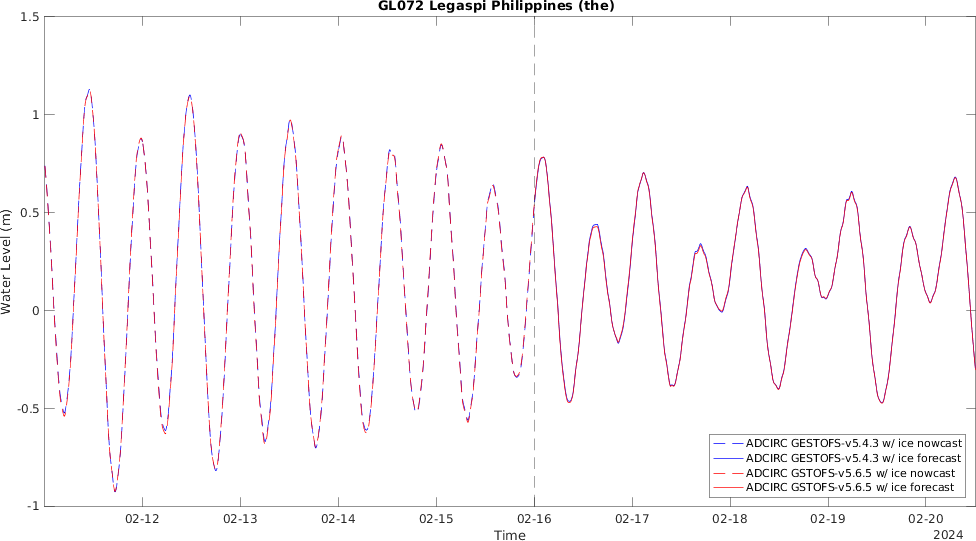 GL072 Legaspi Philippines (the)
1.5
1
0.5
0
-0.5
-1
Water Level (m)
02-12
02-13
02-14
02-15
02-16
02-17
02-18
02-19
02-20
Time
2024
ADCIRC GESTOFS-v5.4.3 w/ ice nowcast
ADCIRC GESTOFS-v5.4.3 w/ ice forecast
ADCIRC GSTOFS-v5.6.5 w/ ice nowcast
ADCIRC GSTOFS-v5.6.5 w/ ice forecast